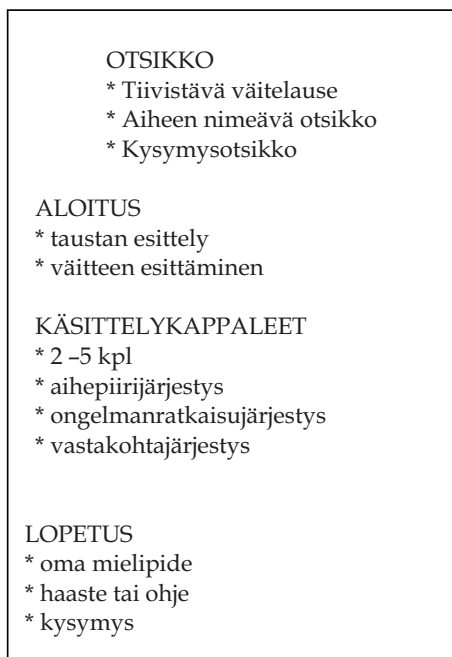 OTSIKKO
* Tiivistävä väitelause
* Aiheen nimeävä otsikko
* Kysymysotsikko
ALOITUS
* taustan esittely
* väitteen esittäminen
KÄSITTELYKAPPALEET
* 2 –5 kpl
* aihepiirijärjestys
* ongelmanratkaisujärjestys
* vastakohtajärjestys
LOPETUS
* oma mielipide
* haaste tai ohje
* kysymys